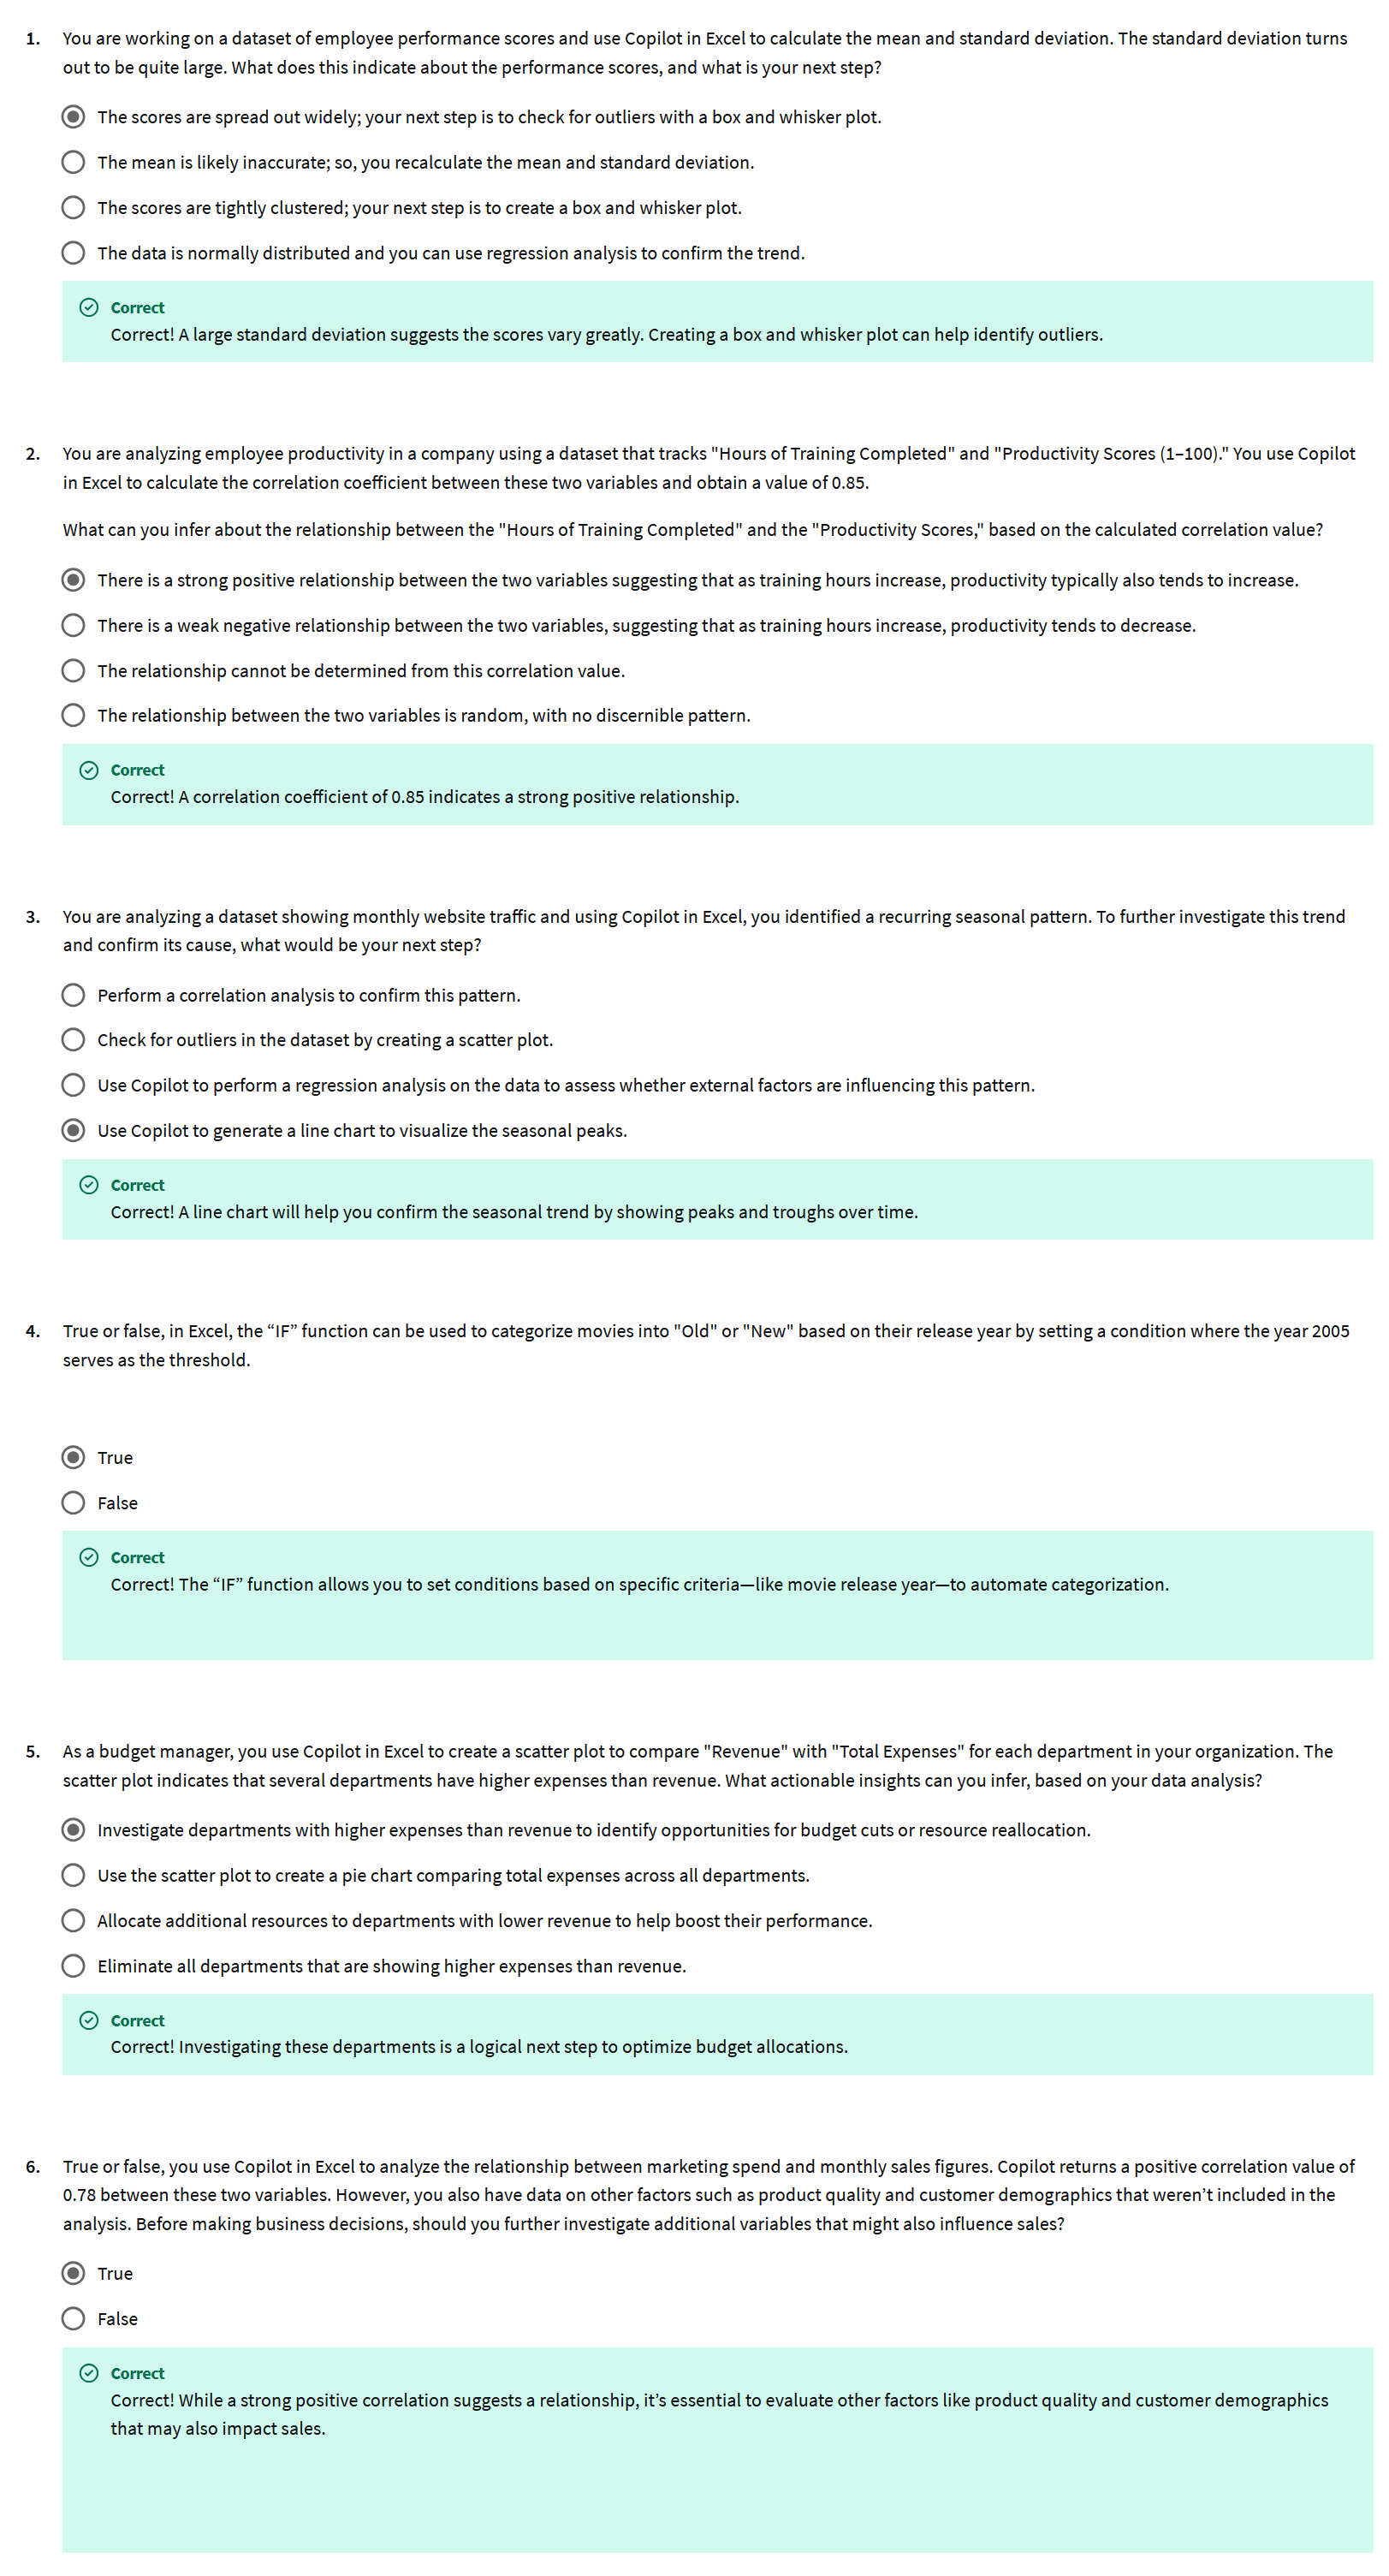 1. You are working on a dataset of employee performance scores and use Copilot in Excel to calculate the mean and standard deviation. The standard deviation turns
out to be quite large. What does this indicate about the performance scores, and what is your next step?
The scores are spread out widely; your next step is to check for outliers with a box and whisker plot.
The mean is likely inaccurate; so, you recalculate the mean and standard deviation.
The scores are tightly clustered; your next step is to create a box and whisker plot.
The data is normally distributed and you can use regression analysis to confirm the trend.
Correct
Correct! A large standard deviation suggests the scores vary greatly. Creating a box and whisker plot can help identify outliers.
2. You are analyzing employee productivity in a company using a dataset that tracks "Hours of Training Completed" and "Productivity Scores (1–100)." You use Copilot
in Excel to calculate the correlation coefficient between these two variables and obtain a value of 0.85.
What can you infer about the relationship between the "Hours of Training Completed" and the "Productivity Scores," based on the calculated correlation value?
There is a strong positive relationship between the two variables suggesting that as training hours increase, productivity typically also tends to increase.
There is a weak negative relationship between the two variables, suggesting that as training hours increase, productivity tends to decrease.
The relationship cannot be determined from this correlation value.
The relationship between the two variables is random, with no discernible pattern.
Correct
Correct! A correlation coefficient of 0.85 indicates a strong positive relationship.
3. You are analyzing a dataset showing monthly website traffic and using Copilot in Excel, you identified a recurring seasonal pattern. To further investigate this trend
and confirm its cause, what would be your next step?
Perform a correlation analysis to confirm this pattern.
Check for outliers in the dataset by creating a scatter plot.
Use Copilot to perform a regression analysis on the data to assess whether external factors are influencing this pattern.
Use Copilot to generate a line chart to visualize the seasonal peaks.
Correct
Correct! A line chart will help you confirm the seasonal trend by showing peaks and troughs over time.
4. True or false, in Excel, the “IF” function can be used to categorize movies into "Old" or "New" based on their release year by setting a condition where the year 2005
serves as the threshold.
True
False
Correct
Correct! The “IF” function allows you to set conditions based on specific criteria—like movie release year—to automate categorization.
5. As a budget manager, you use Copilot in Excel to create a scatter plot to compare "Revenue" with "Total Expenses" for each department in your organization. The
scatter plot indicates that several departments have higher expenses than revenue. What actionable insights can you infer, based on your data analysis?
Investigate departments with higher expenses than revenue to identify opportunities for budget cuts or resource reallocation.
Use the scatter plot to create a pie chart comparing total expenses across all departments.
Allocate additional resources to departments with lower revenue to help boost their performance.
Eliminate all departments that are showing higher expenses than revenue.
Correct
Correct! Investigating these departments is a logical next step to optimize budget allocations.
6. True or false, you use Copilot in Excel to analyze the relationship between marketing spend and monthly sales figures. Copilot returns a positive correlation value of
0.78 between these two variables. However, you also have data on other factors such as product quality and customer demographics that weren’t included in the
analysis. Before making business decisions, should you further investigate additional variables that might also influence sales?
True
False
Correct
Correct! While a strong positive correlation suggests a relationship, it’s essential to evaluate other factors like product quality and customer demographics
that may also impact sales.